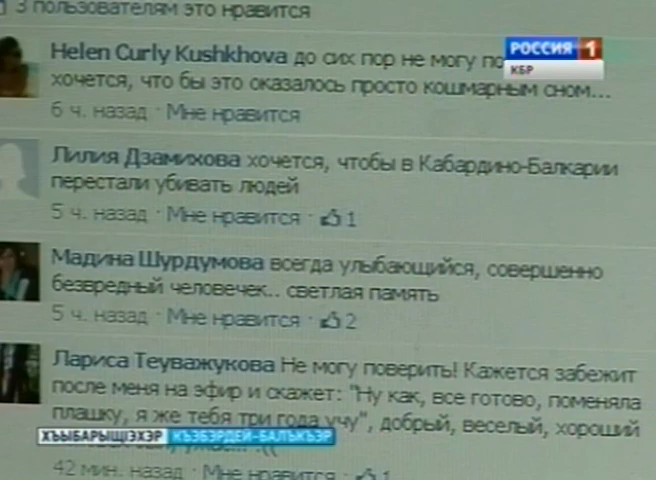 3 пользователям это нравится
Helen Curly Kushkhova до сих пор не могу по
хочется, что бы это оказалось просто кошмарным сном...
6 ч. назад · Мне нравится
РОССИЯ 1
КБР
Лилия Дзамихова хочется, чтобы в Кабардино-Балкарии
перестали убивать людей
5 ч. назад · Мне нравится · 1
Мадина Шурдумова всегда улыбающийся, совершенно
безвредный человечек.. светлая память
5 ч. назад · Мне нравится · 2
Лариса Теуважукова Не могу поверить! Кажется забежит
после меня на эфир и скажет: "Ну как, все готово, поменяла
плашку, я же тебя три года учу", добрый, веселый, хороший
ХЪЫБАРЫЩIЭХЭР КЪЭБЭРДЕЙ-БАЛЪКЪЭР
42 мин. назад · Мне нравится · 1